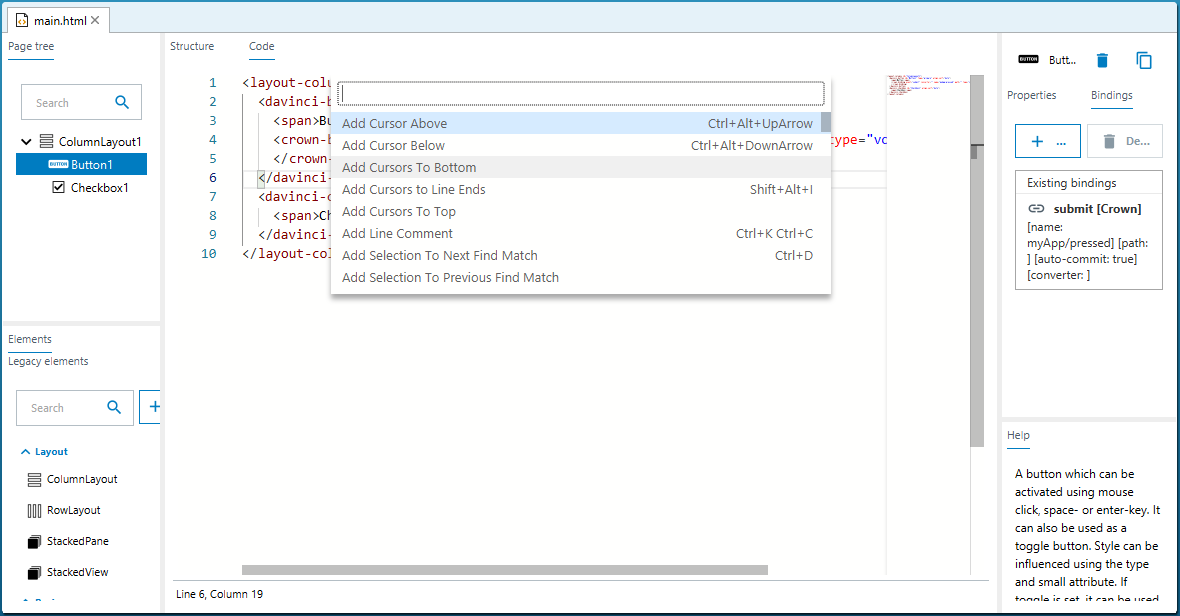 main.html
Page tree
Search
ColumnLayout1
BUTTON Button1
Checkbox1
Elements
Legacy elements
Search
Layout
ColumnLayout
RowLayout
StackedPane
StackedView
Structure
Code
1 <layout-colu
2 <davinci-b
3 <span>Bu
4 <crown-b type="vo
5 </crown-
6 </davinci-
7 <davinci-c
8 <span>Ch
9 </davinci-
10 </layout-colu
Add Cursor Above Ctrl+Alt+UpArrow
Add Cursor Below Ctrl+Alt+DownArrow
Add Cursors To Bottom
Add Cursors to Line Ends Shift+Alt+I
Add Cursors To Top
Add Line Comment Ctrl+K Ctrl+C
Add Selection To Next Find Match Ctrl+D
Add Selection To Previous Find Match
Line 6, Column 19
BUTTON Butt...
Properties
Bindings
+ ...
De...
Existing bindings
submit [Crown]
[name:
myApp/pressed] [path:
] [auto-commit: true]
[converter: ]
Help
A button which can be
activated using mouse
click, space- or enter-key. It
can also be used as a
toggle button. Style can be
influenced using the type
and small attribute. If
toggle is set, it can be used